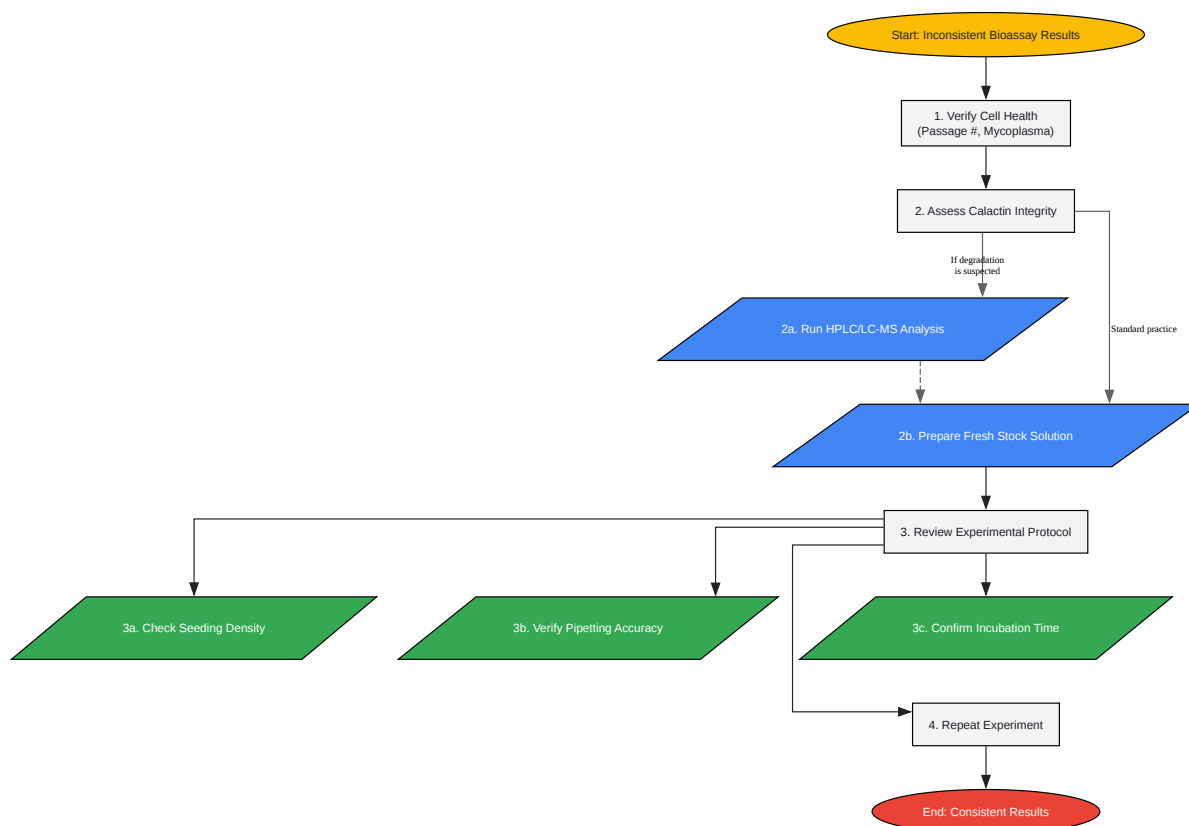 Start: Inconsistent Bioassay Results
1. Verify Cell Health
(Passage #, Mycoplasma)
2. Assess Calactin Integrity
If degradation
is suspected
2a. Run HPLC/LC-MS Analysis
Standard practice
2b. Prepare Fresh Stock Solution
3. Review Experimental Protocol
3a. Check Seeding Density
3b. Verify Pipetting Accuracy
3c. Confirm Incubation Time
4. Repeat Experiment
End: Consistent Results